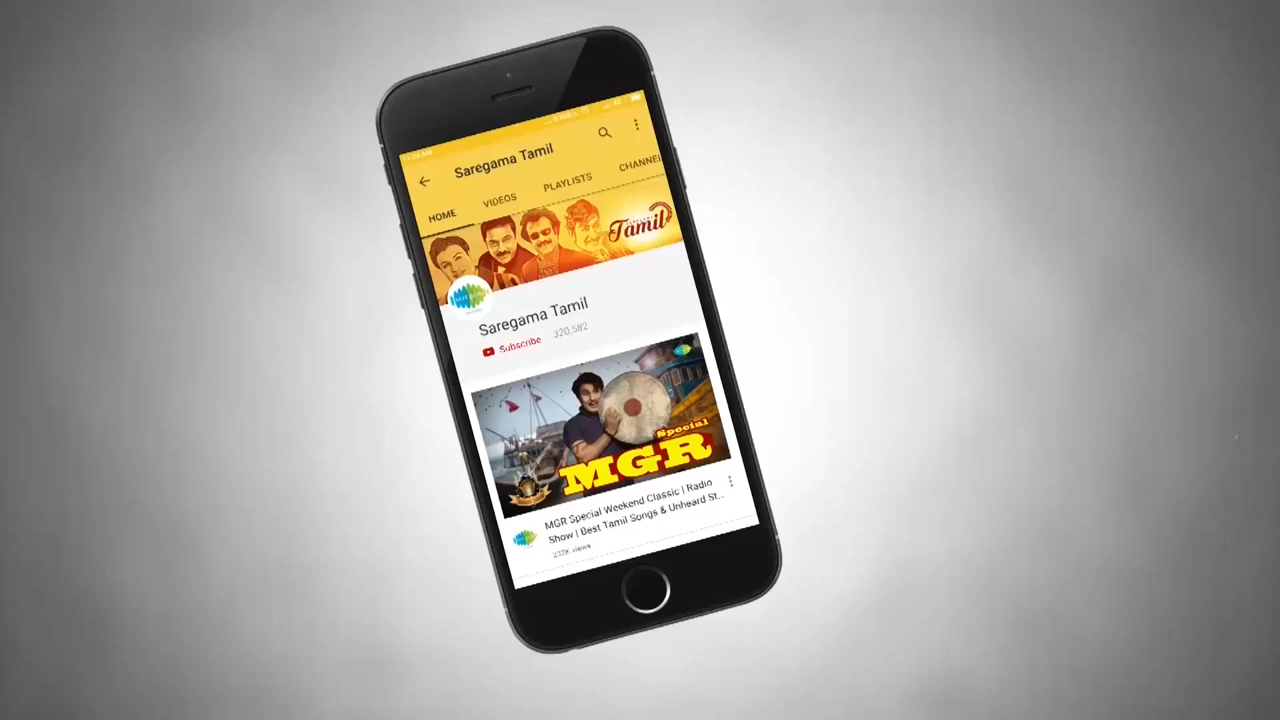 Saregama Tamil
HOME VIDEOS PLAYLISTS CHANNEL
Tamil
Saregama Tamil
Subscribe 320,582
Special
MGR
MGR Special Weekend Classic | Radio
Show | Best Tamil Songs & Unheard St...
views